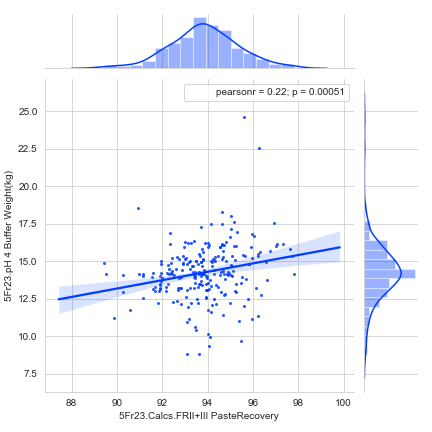 pearsonr = 0.22; p = 0.00051
25.0
22.5
20.0
17.5
15.0
12.5
10.0
7.5
5Fr23.pH 4 Buffer Weight(kg)
88 90 92 94 96 98 100
5Fr23.Calcs.FRII+III PasteRecovery